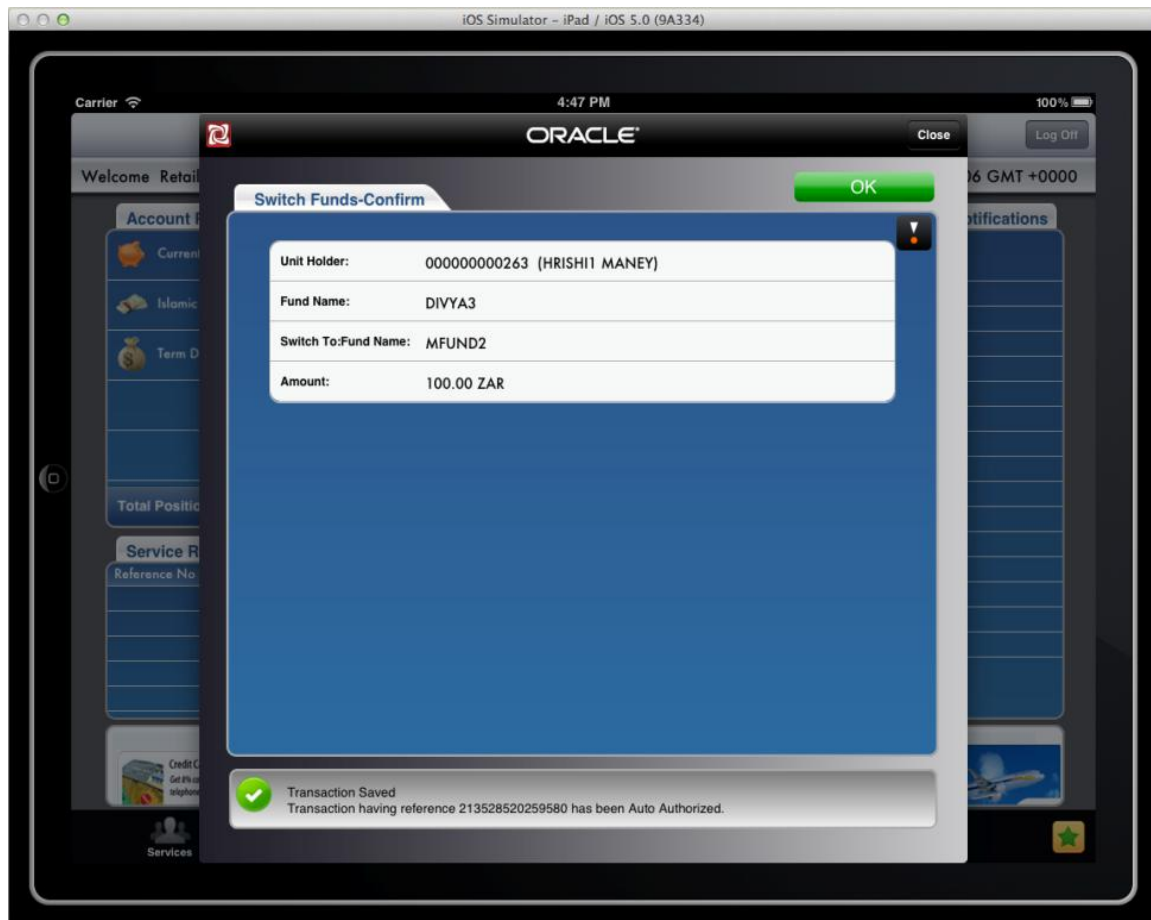 iOS Simulator – iPad / iOS 5.0 (9A334)
Carrier 4:47 PM 100%
ORACLE
Close
Log Off
Welcome Retail
06 GMT +0000
Switch Funds-Confirm
OK
Account
Notifications
Unit Holder: 000000000263 (HRISHI1 MANEY)
Current
Fund Name: DIVYA3
Islamic
Switch To:Fund Name: MFUND2
Term D
Amount: 100.00 ZAR
Total Positio
Service R
Reference No
Credit C
Transaction Saved
Transaction having reference 213528520259580 has been Auto Authorized.
Services